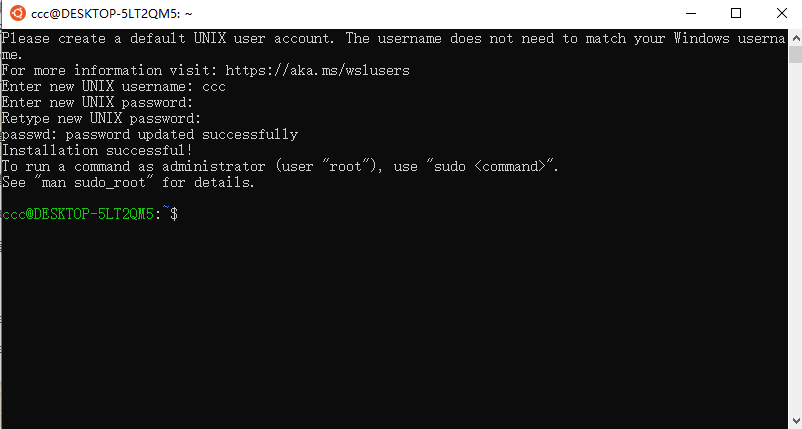 ccc@DESKTOP-5LT2QM5: ~
Please create a default UNIX user account. The username does not need to match your Windows userna
me.
For more information visit: https://aka.ms/wslusers
Enter new UNIX username: ccc
Enter new UNIX password:
Retype new UNIX password:
passwd: password updated successfully
Installation successful!
To run a command as administrator (user "root"), use "sudo <command>".
See "man sudo_root" for details.
ccc@DESKTOP-5LT2QM5:~$